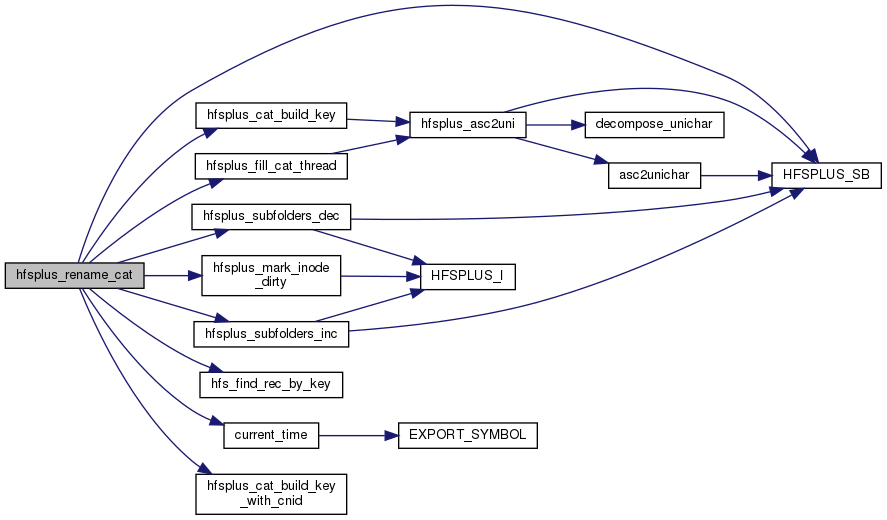 hfsplus_rename_cat
hfsplus_cat_build_key
hfsplus_fill_cat_thread
hfsplus_subfolders_dec
hfsplus_mark_inode
_dirty
hfsplus_subfolders_inc
hfs_find_rec_by_key
current_time
hfsplus_cat_build_key
_with_cnid
hfsplus_asc2uni
HFSPLUS_I
EXPORT_SYMBOL
decompose_unichar
asc2unichar
HFSPLUS_SB